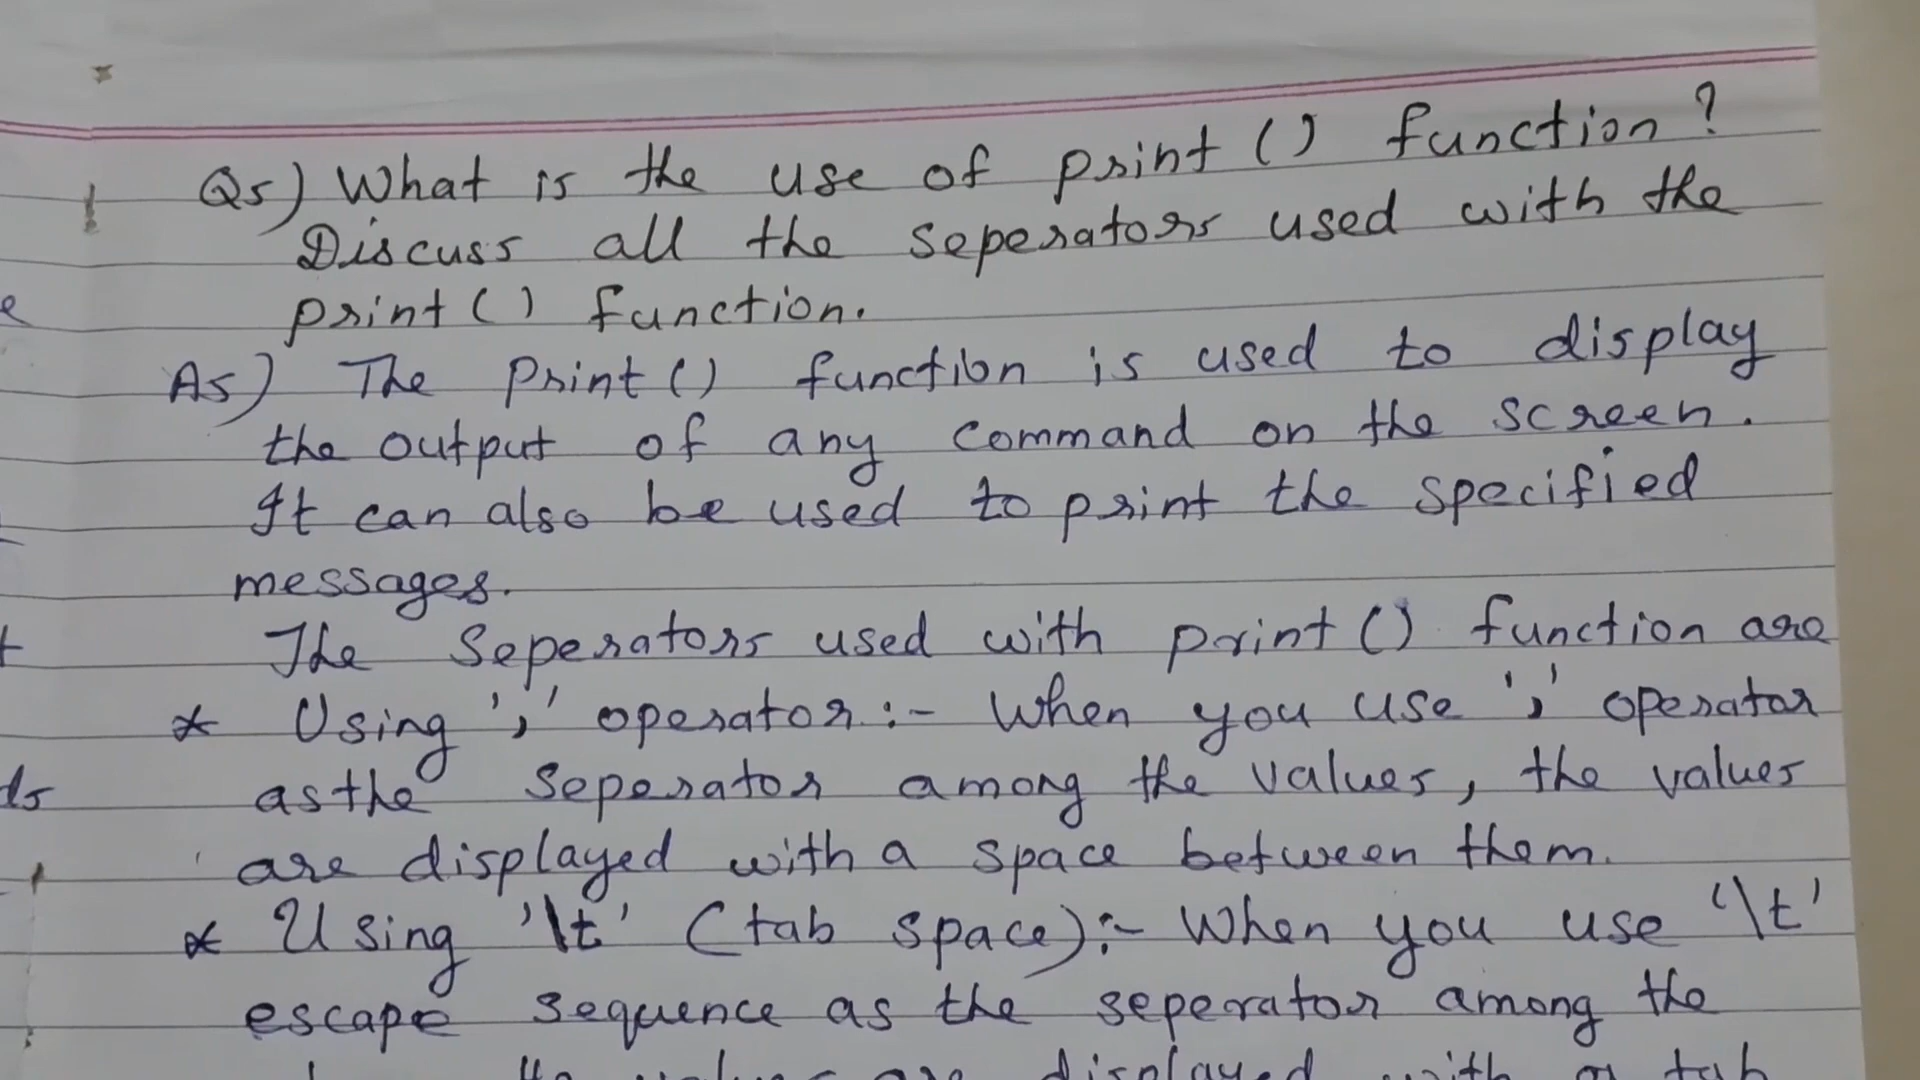 Q5) What is the use of print () function ?
Discuss all the seperators used with the
print () function.
A5) The print () function is used to display
the output of any command on the screen.
It can also be used to print the specified
messages.
The Seperators used with print () function are
* Using ',' operator :- When you use ',' operator
as the seperator among the values, the values
are displayed with a space between them.
* Using '\t' (tab space):- When you use '\t'
escape sequence as the seperator among the
displayed with a tab